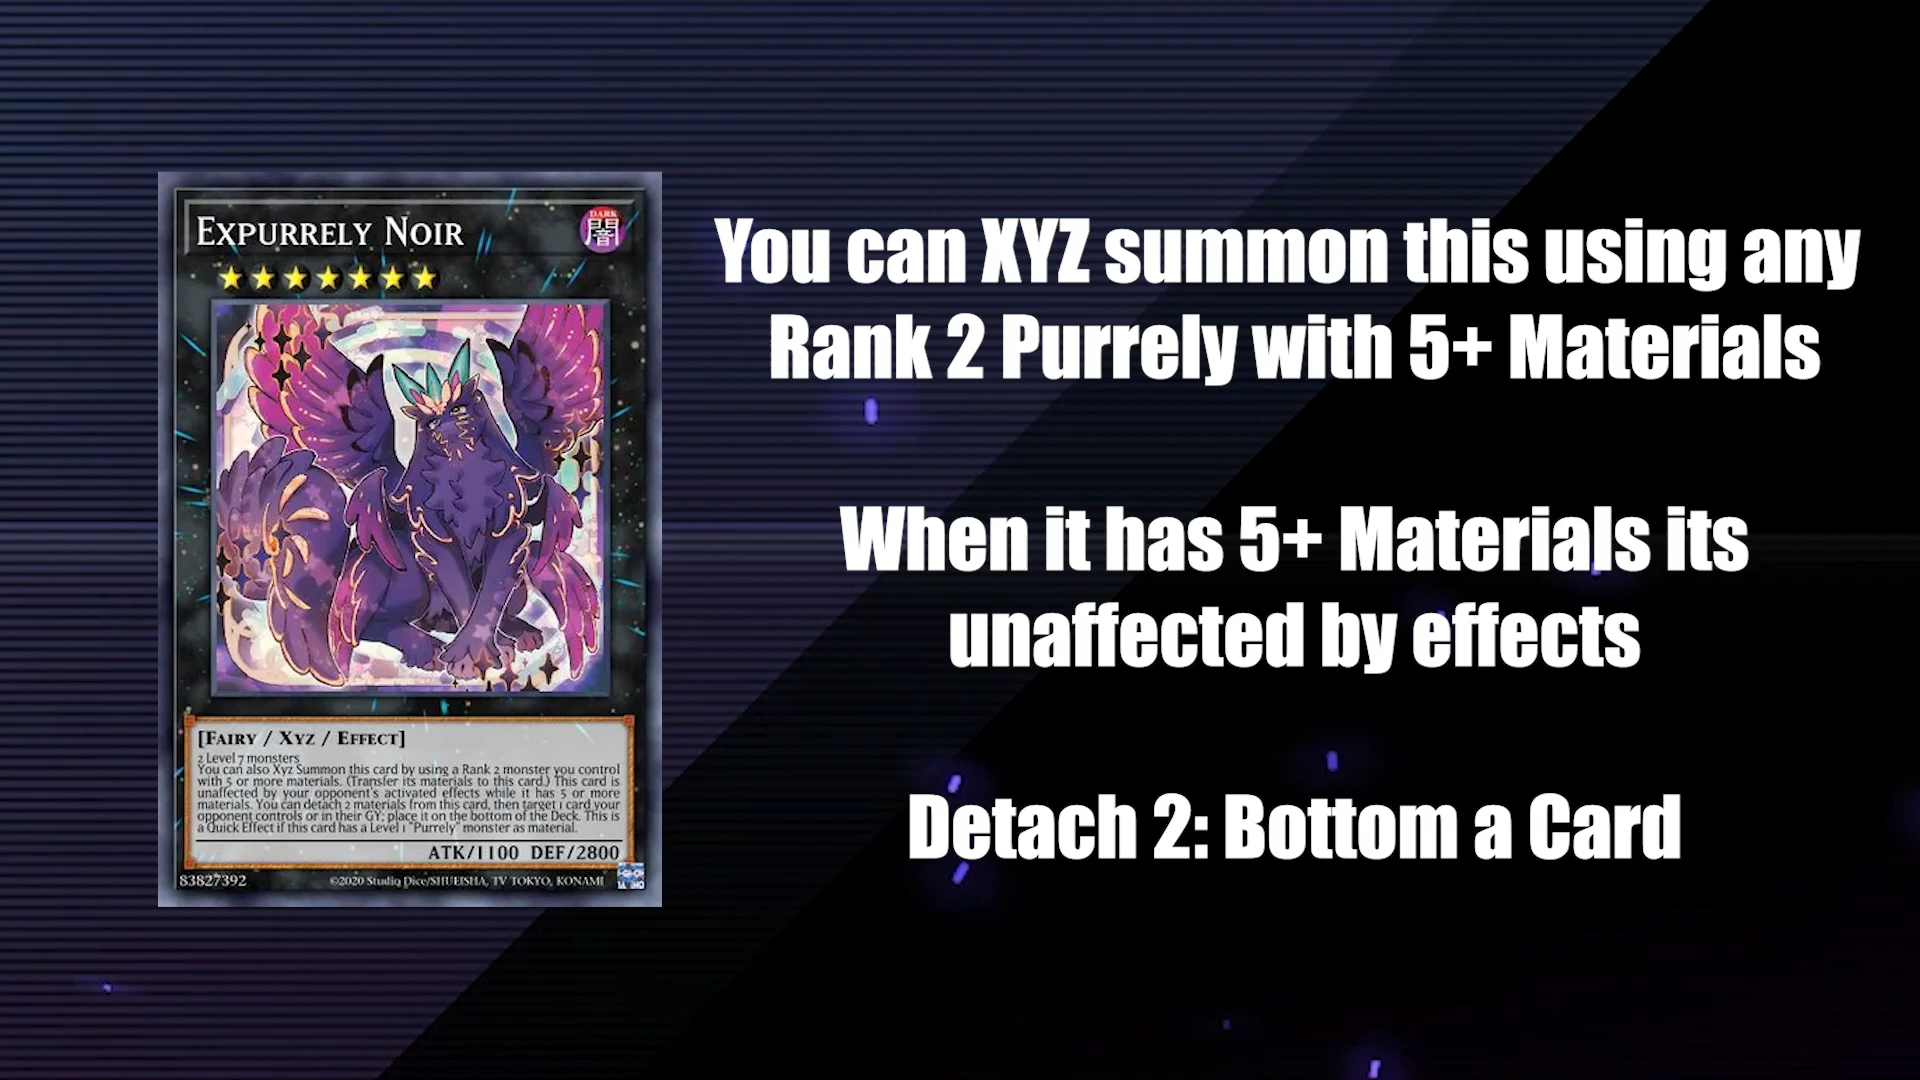 EXPURRELY NOIR
DARK
闇
You can XYZ summon this using any
Rank 2 Purrely with 5+ Materials
When it has 5+ Materials its
unaffected by effects
Detach 2: Bottom a Card
[FAIRY / XYZ / EFFECT]
2 Level 7 monsters
You can also Xyz Summon this card by using a Rank 2 monster you control
with 5 or more materials. (Transfer its materials to this card.) This card is
unaffected by your opponent's activated effects while it has 5 or more
materials. You can detach 2 materials from this card, then target 1 card your
opponent controls or in their GY; place it on the bottom of the Deck. This is
a Quick Effect if this card has a Level 1 "Purrely" monster as material.
ATK/1100 DEF/2800
83827392
©2020 Studio Dice/SHUEISHA, TV TOKYO, KONAMI